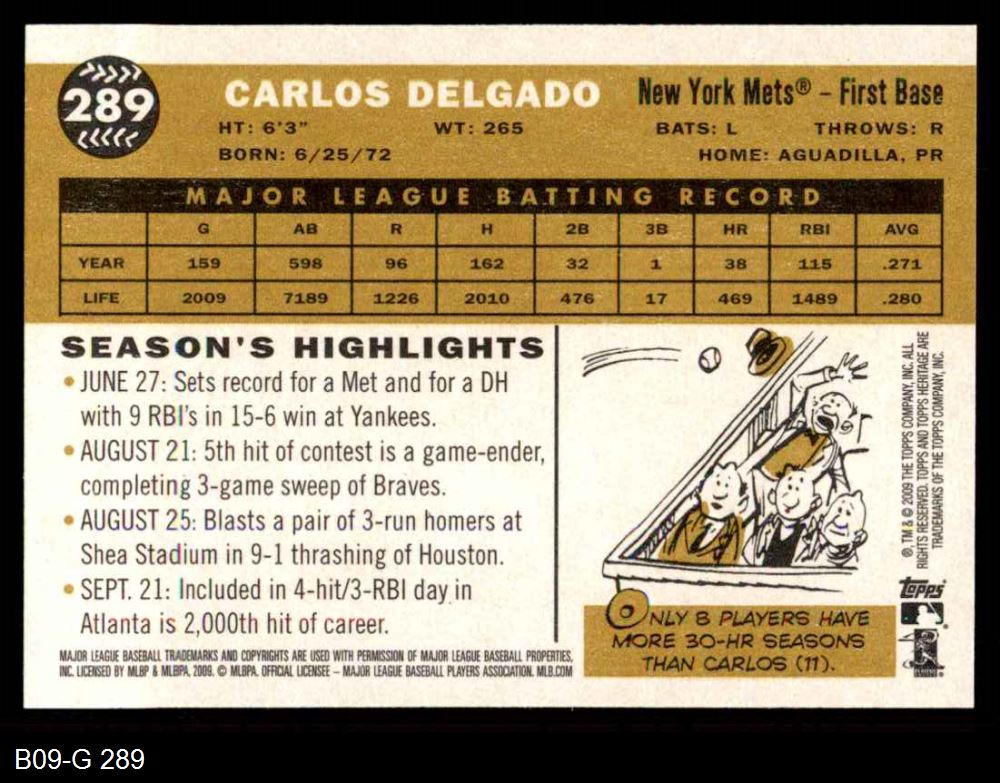 289
CARLOS DELGADO
New York Mets® – First Base
HT: 6'3" WT: 265 BATS: L THROWS: R
BORN: 6/25/72 HOME: AGUADILLA, PR
MAJOR LEAGUE BATTING RECORD
G AB R H 2B 3B HR RBI AVG
YEAR 159 598 96 162 32 1 38 115 .271
LIFE 2009 7189 1226 2010 476 17 469 1489 .280
SEASON'S HIGHLIGHTS
• JUNE 27: Sets record for a Met and for a DH
with 9 RBI's in 15-6 win at Yankees.
• AUGUST 21: 5th hit of contest is a game-ender,
completing 3-game sweep of Braves.
• AUGUST 25: Blasts a pair of 3-run homers at
Shea Stadium in 9-1 thrashing of Houston.
• SEPT. 21: Included in 4-hit/3-RBI day in
Atlanta is 2,000th hit of career.
MAJOR LEAGUE BASEBALL TRADEMARKS AND COPYRIGHTS ARE USED WITH PERMISSION OF MAJOR LEAGUE BASEBALL PROPERTIES,
INC. LICENSED BY MLBP & MLBPA, 2009. © MLBPA. OFFICIAL LICENSEE – MAJOR LEAGUE BASEBALL PLAYERS ASSOCIATION. MLB.COM
ONLY 8 PLAYERS HAVE
MORE 30-HR SEASONS
THAN CARLOS (11).
®, TM & © 2009 THE TOPPS COMPANY, INC. ALL
RIGHTS RESERVED. TOPPS AND TOPPS HERITAGE ARE
TRADEMARKS OF THE TOPPS COMPANY, INC.
topps
B09-G 289